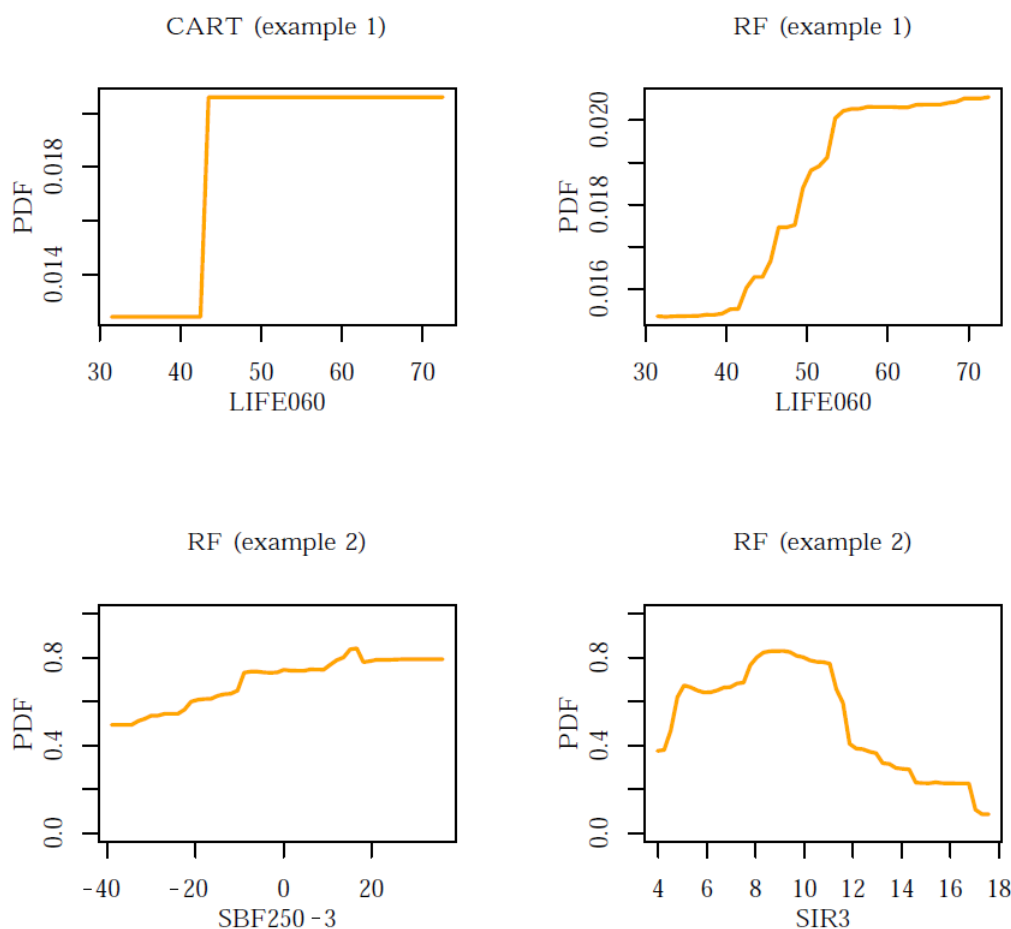 CART (example 1)
PDF
0.014 0.018
30 40 50 60 70
LIFE060
RF (example 1)
PDF
0.016 0.018 0.020
30 40 50 60 70
LIFE060
RF (example 2)
PDF
0.0 0.4 0.8
-40 -20 0 20
SBF250-3
RF (example 2)
PDF
0.0 0.4 0.8
4 6 8 10 12 14 16 18
SIR3